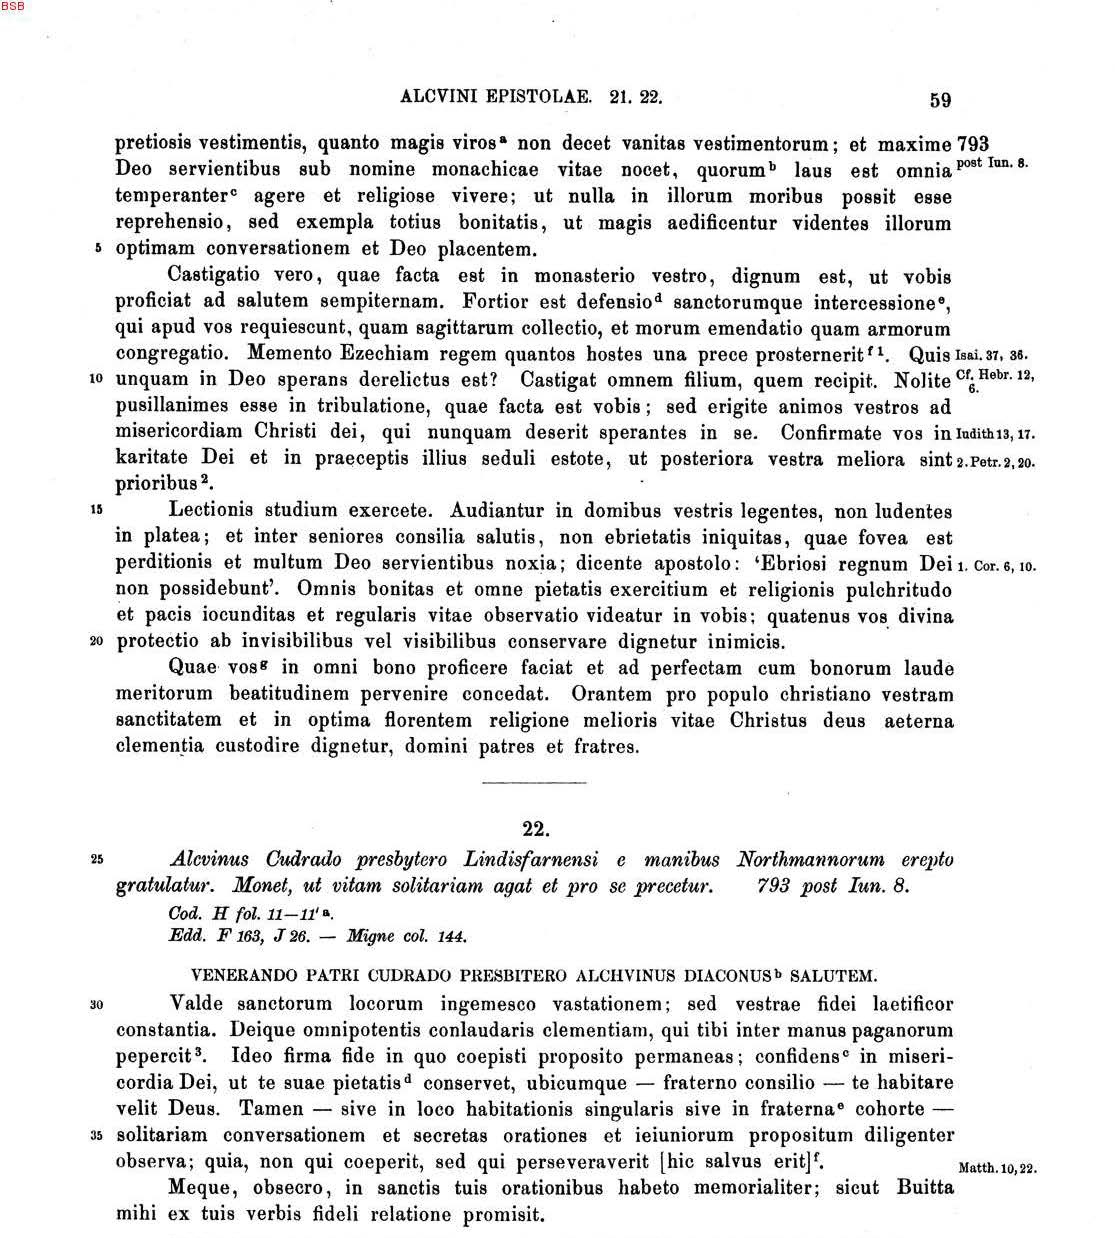 BSB
ALCVINI EPISTOLAE. 21. 22. 59
pretiosis vestimentis, quanto magis virosᵃ non decet vanitas vestimentorum; et maxime 793
Deo servientibus sub nomine monachicae vitae nocet, quorumᵇ laus est omnia post Iun. 8.
temperanterᶜ agere et religiose vivere; ut nulla in illorum moribus possit esse
reprehensio, sed exempla totius bonitatis, ut magis aedificentur videntes illorum
5 optimam conversationem et Deo placentem.
Castigatio vero, quae facta est in monasterio vestro, dignum est, ut vobis
proficiat ad salutem sempiternam. Fortior est defensioᵈ sanctorumque intercessioneᵉ,
qui apud vos requiescunt, quam sagittarum collectio, et morum emendatio quam armorum
congregatio. Memento Ezechiam regem quantos hostes una prece prosterneritᶠ ¹. Quis Isai. 37, 36.
10 unquam in Deo sperans derelictus est? Castigat omnem filium, quem recipit. Nolite Cf. Hebr. 12, 6.
pusillanimes esse in tribulatione, quae facta est vobis; sed erigite animos vestros ad
misericordiam Christi dei, qui nunquam deserit sperantes in se. Confirmate vos in Iudith 13, 17.
karitate Dei et in praeceptis illius seduli estote, ut posteriora vestra meliora sint 2. Petr. 2, 20.
prioribus².
15 Lectionis studium exercete. Audiantur in domibus vestris legentes, non ludentes
in platea; et inter seniores consilia salutis, non ebrietatis iniquitas, quae fovea est
perditionis et multum Deo servientibus noxia; dicente apostolo: ‘Ebriosi regnum Dei 1. Cor. 6, 10.
non possidebunt’. Omnis bonitas et omne pietatis exercitium et religionis pulchritudo
et pacis iocunditas et regularis vitae observatio videatur in vobis; quatenus vos divina
20 protectio ab invisibilibus vel visibilibus conservare dignetur inimicis.
Quae vosᵍ in omni bono proficere faciat et ad perfectam cum bonorum laude
meritorum beatitudinem pervenire concedat. Orantem pro populo christiano vestram
sanctitatem et in optima florentem religione melioris vitae Christus deus aeterna
clementia custodire dignetur, domini patres et fratres.
22.
25 Alcvinus Cudrado presbytero Lindisfarnensi e manibus Northmannorum erepto
gratulatur. Monet, ut vitam solitariam agat et pro se precetur. 793 post Iun. 8.
Cod. H fol. 11—11'ᵃ.
Edd. F 163, J 26. — Migne col. 144.
VENERANDO PATRI CUDRADO PRESBITERO ALCHVINUS DIACONUSᵇ SALUTEM.
30 Valde sanctorum locorum ingemesco vastationem; sed vestrae fidei laetificor
constantia. Deique omnipotentis conlaudaris clementiam, qui tibi inter manus paganorum
pepercit³. Ideo firma fide in quo coepisti proposito permaneas; confidensᶜ in miseri-
cordia Dei, ut te suae pietatisᵈ conservet, ubicumque — fraterno consilio — te habitare
velit Deus. Tamen — sive in loco habitationis singularis sive in fraternaᵉ cohorte —
35 solitariam conversationem et secretas orationes et ieiuniorum propositum diligenter
observa; quia, non qui coeperit, sed qui perseveraverit [hic salvus erit]ᶠ. Matth. 10, 22.
Meque, obsecro, in sanctis tuis orationibus habeto memorialiter; sicut Buitta
mihi ex tuis verbis fideli relatione promisit.